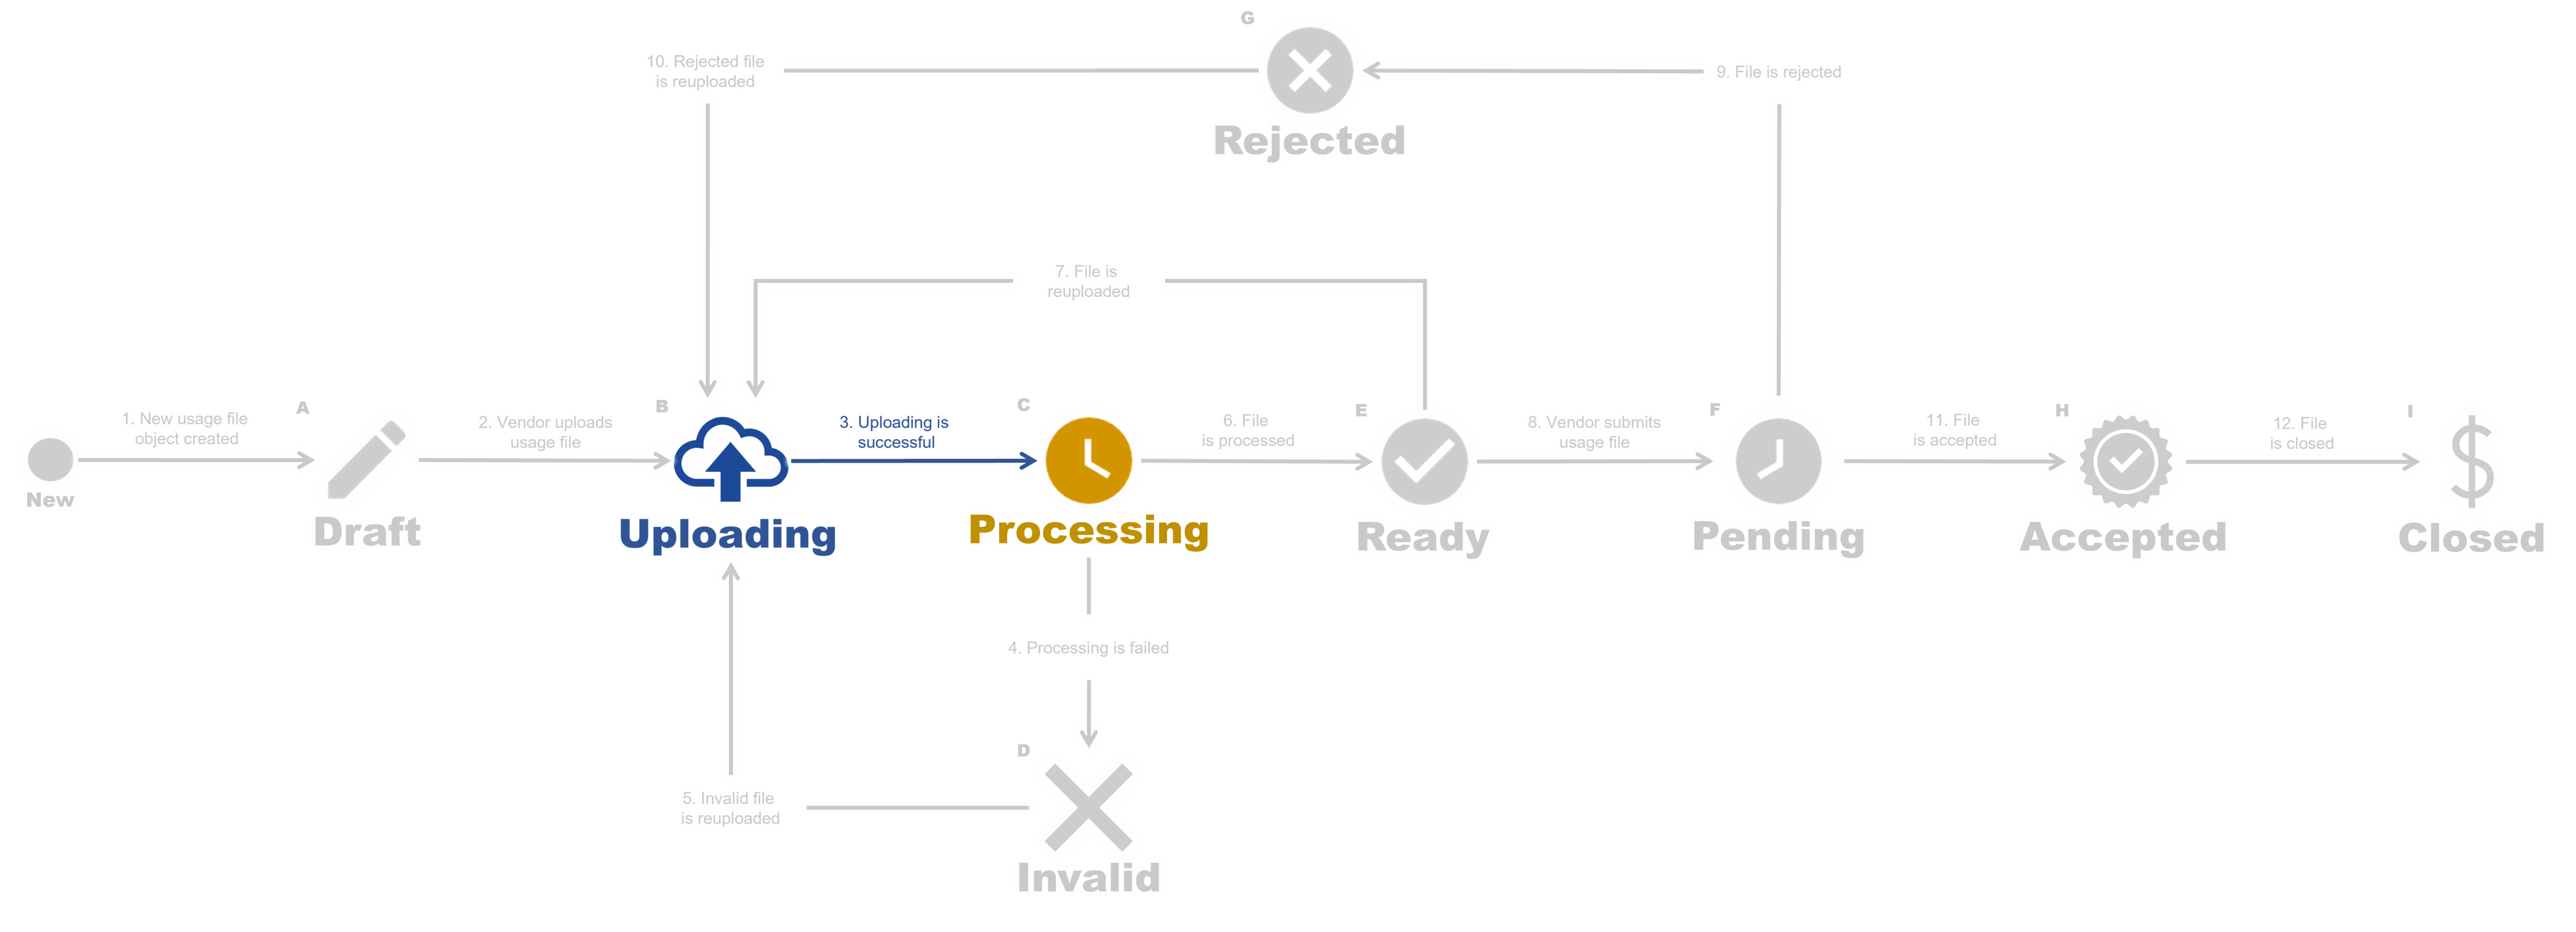 G
10. Rejected file
is reuploaded
9. File is rejected
Rejected
7. File is
reuploaded
A
1. New usage file
object created
New
Draft
2. Vendor uploads
usage file
B
Uploading
3. Uploading is
successful
C
Processing
6. File
is processed
E
Ready
8. Vendor submits
usage file
F
Pending
11. File
is accepted
H
Accepted
12. File
is closed
I
Closed
4. Processing is failed
D
5. Invalid file
is reuploaded
Invalid